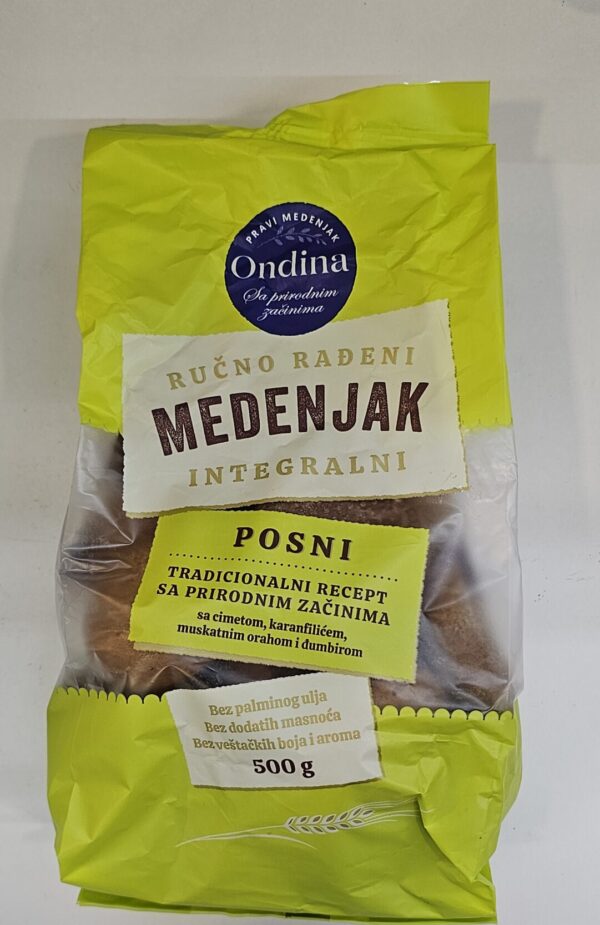 PRAVI MEDENJAK
Ondina
Sa prirodnim
začinima
RUČNO RAĐENI
MEDENJAK
INTEGRALNI
POSNI
TRADICIONALNI RECEPT
SA PRIRODNIM ZAČINIMA
sa cimetom, karanfilićem,
muskatnim orahom i đumbirom
Bez palminog ulja
Bez dodatih masnoća
Bez veštačkih boja i aroma
500 g